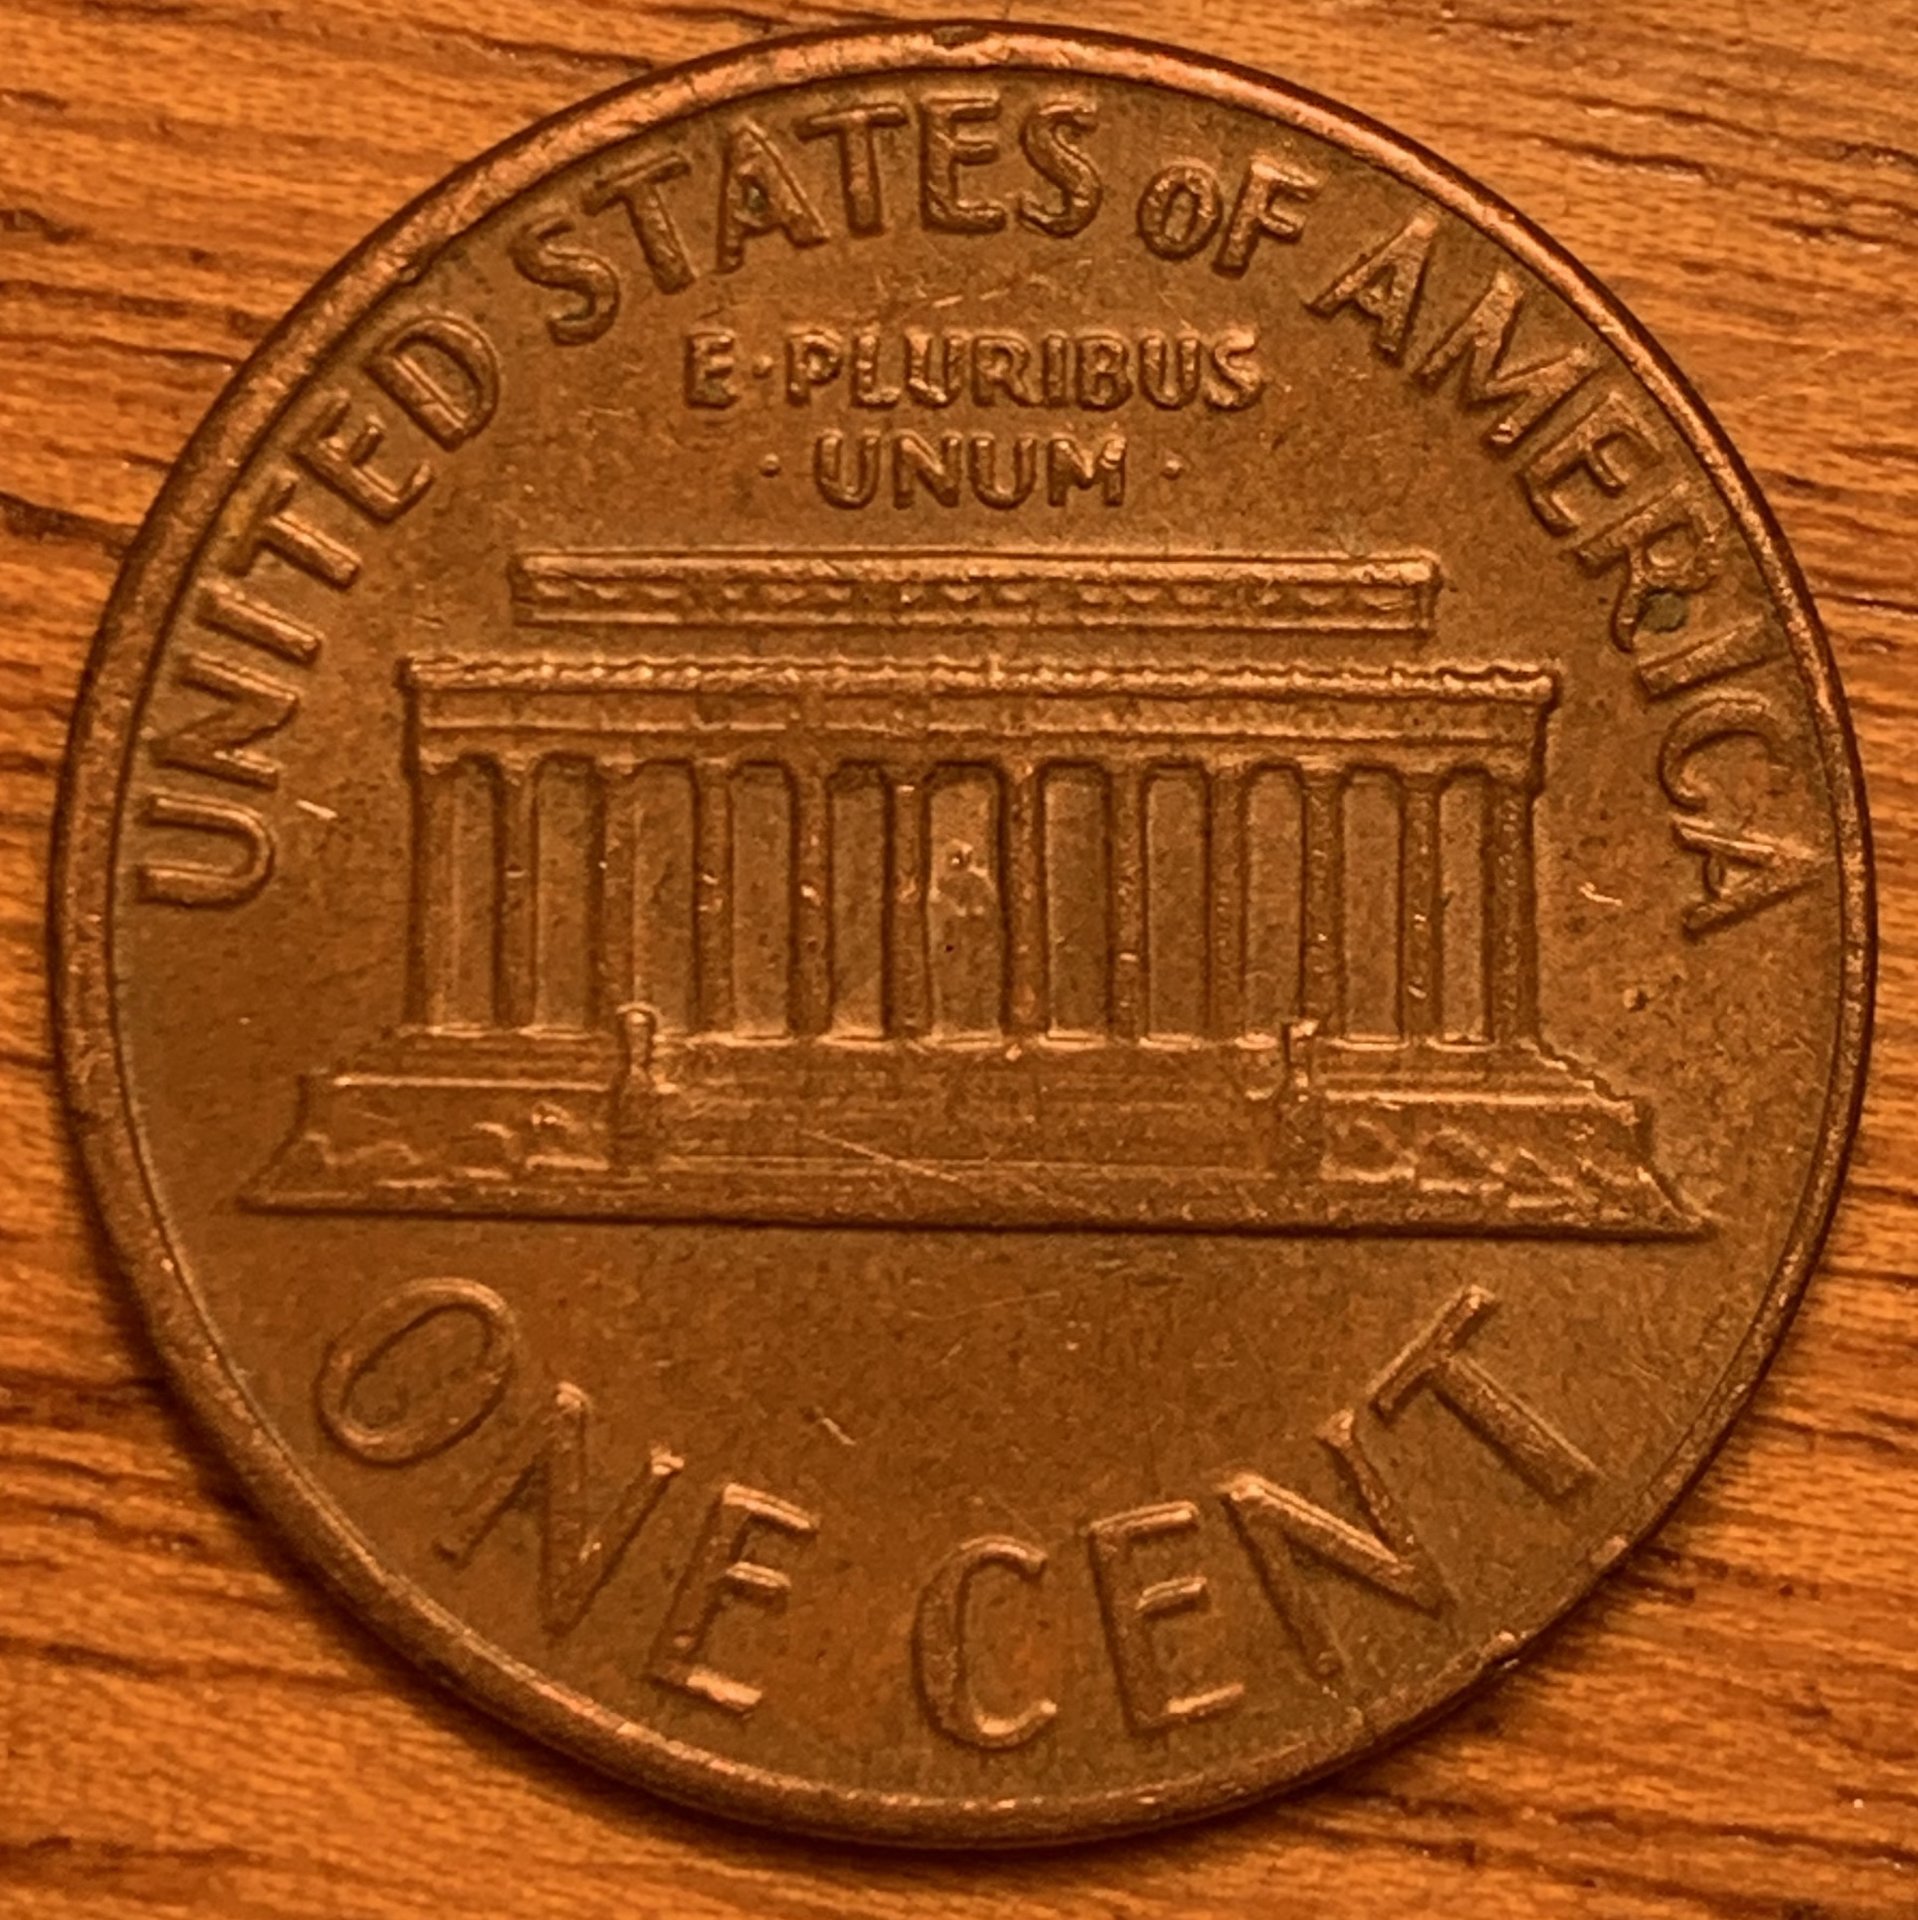 UNITED STATES OF AMERICA
E·PLURIBUS
·UNUM·
ONE CENT